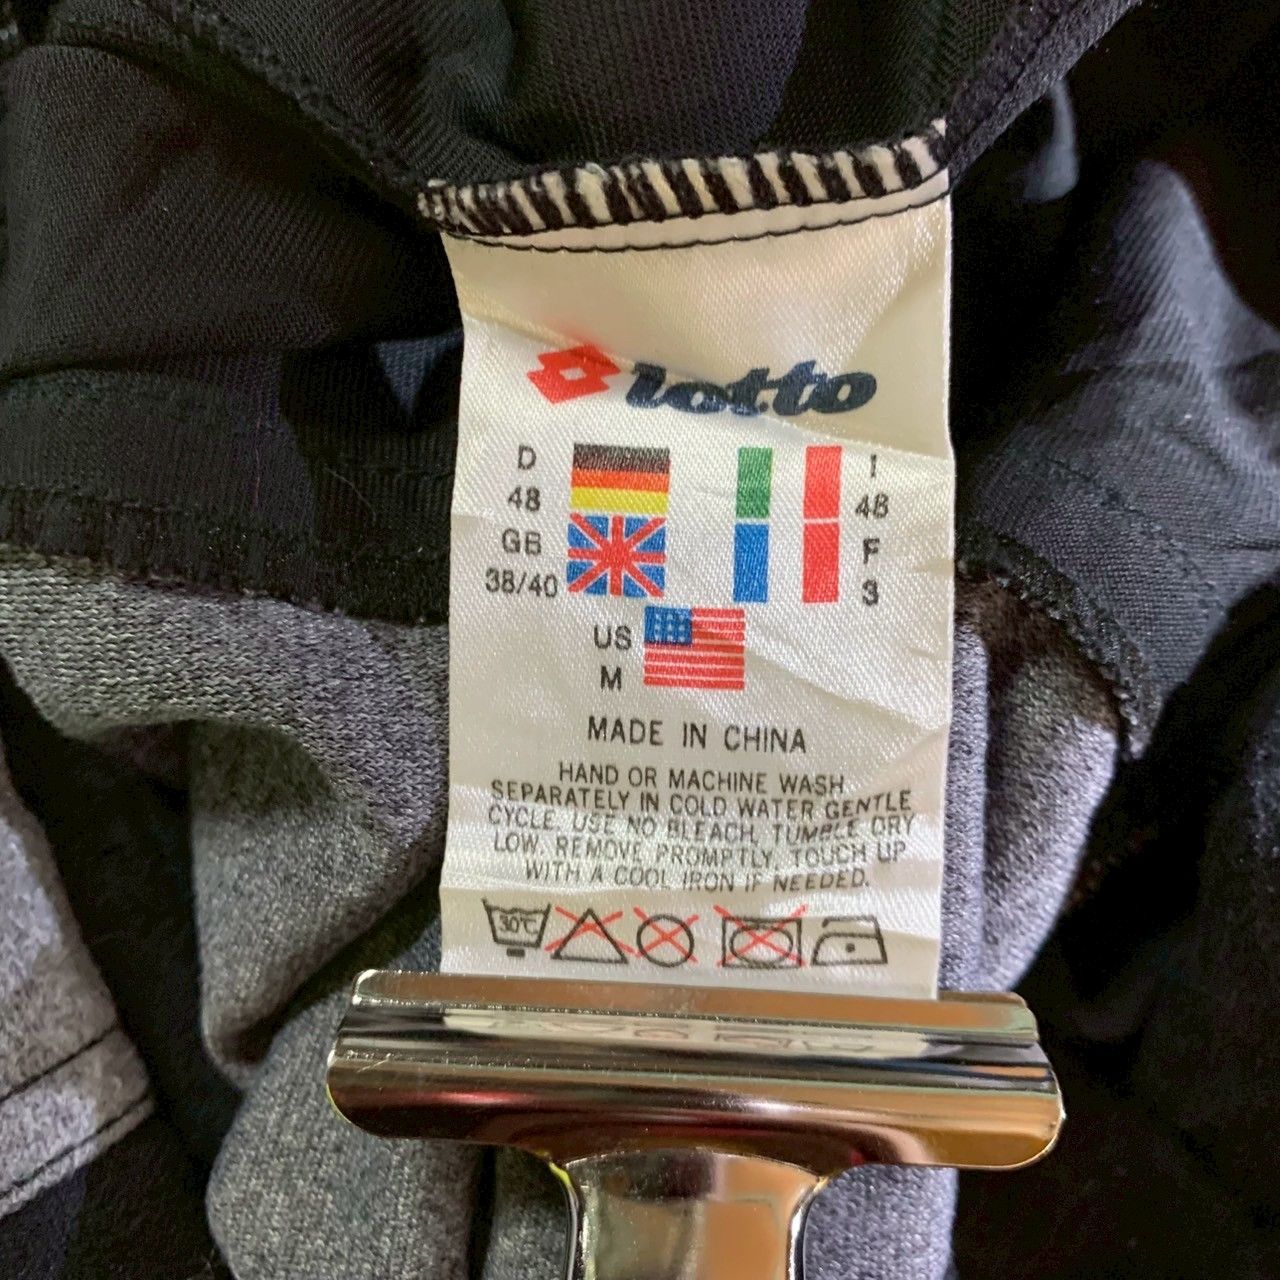 lotto
D I
48 48
GB F
38/40 3
US
M
MADE IN CHINA
HAND OR MACHINE WASH
SEPARATELY IN COLD WATER GENTLE
CYCLE. USE NO BLEACH, TUMBLE DRY
LOW. REMOVE PROMPTLY, TOUCH UP
WITH A COOL IRON IF NEEDED.
30°C